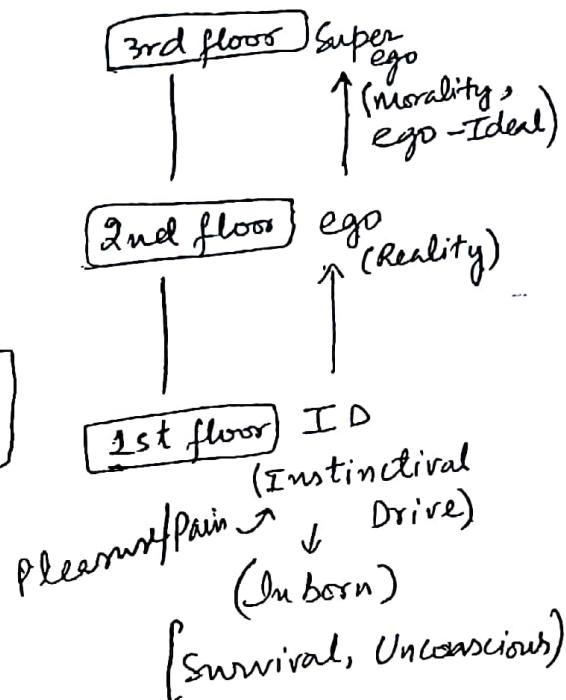 3rd floor Super
ego
(Morality,
ego-Ideal)
2nd floor ego
(Reality)
1st floor ID
(Instinctival
Pleasure/Pain Drive)
(Inborn)
[Survival, Unconscious)